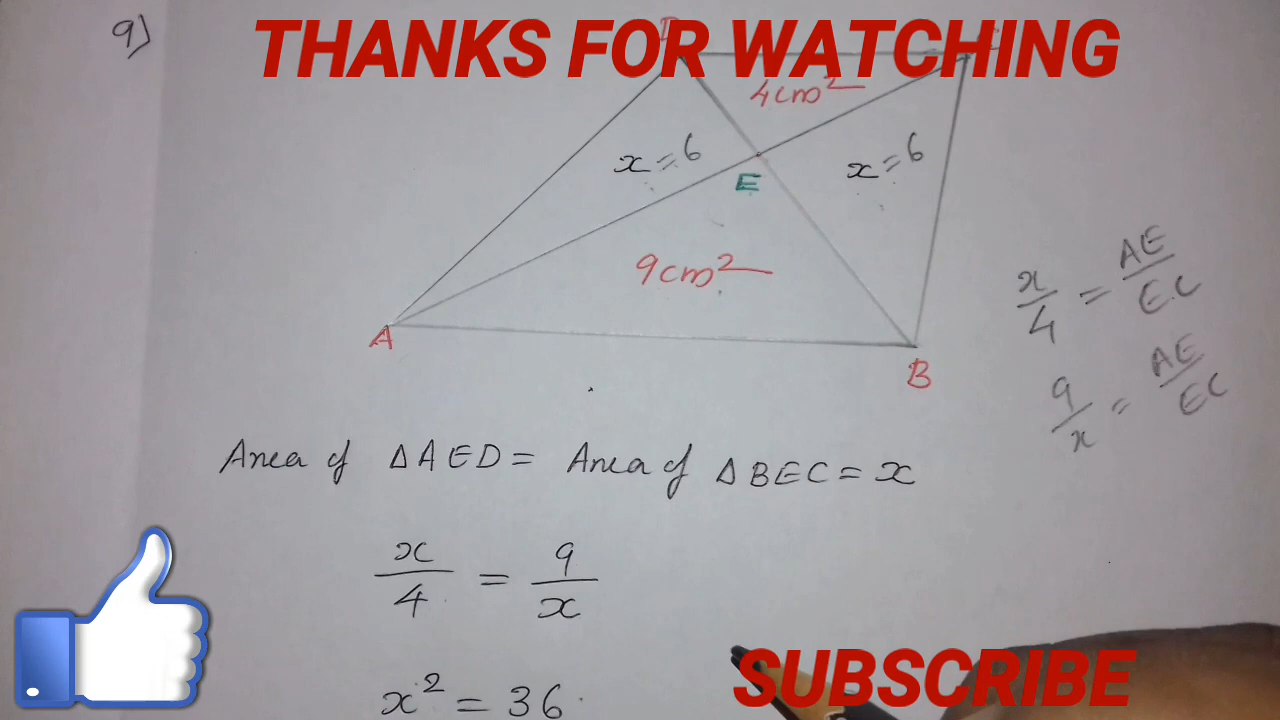 9)
THANKS FOR WATCHING
D
4cm²
x = 6
x = 6
E
9cm²
A
B
x/4 = AE/EC
9/x = AE/EC
Area of ΔAED = Area of ΔBEC = x
x/4 = 9/x
x² = 36
SUBSCRIBE